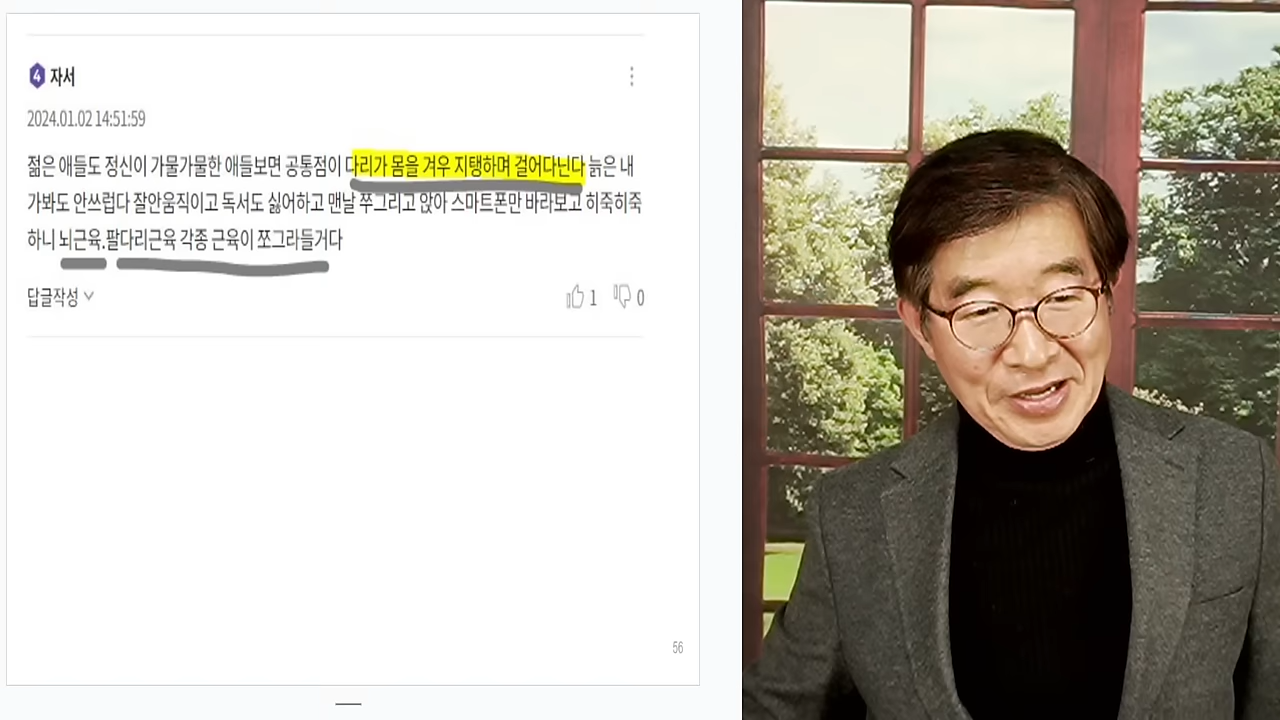 4 자서
2024.01.02 14:51:59
젊은 애들도 정신이 가물가물한 애들보면 공통점이 다리가 몸을 겨우 지탱하며 걸어다닌다 늙은 내
가봐도 안쓰럽다 잘안움직이고 독서도 싫어하고 맨날 쭈그리고 앉아 스마트폰만 바라보고 히죽히죽
하니 뇌근육.팔다리근육 각종 근육이 쪼그라들거다
답글작성 1 0
56